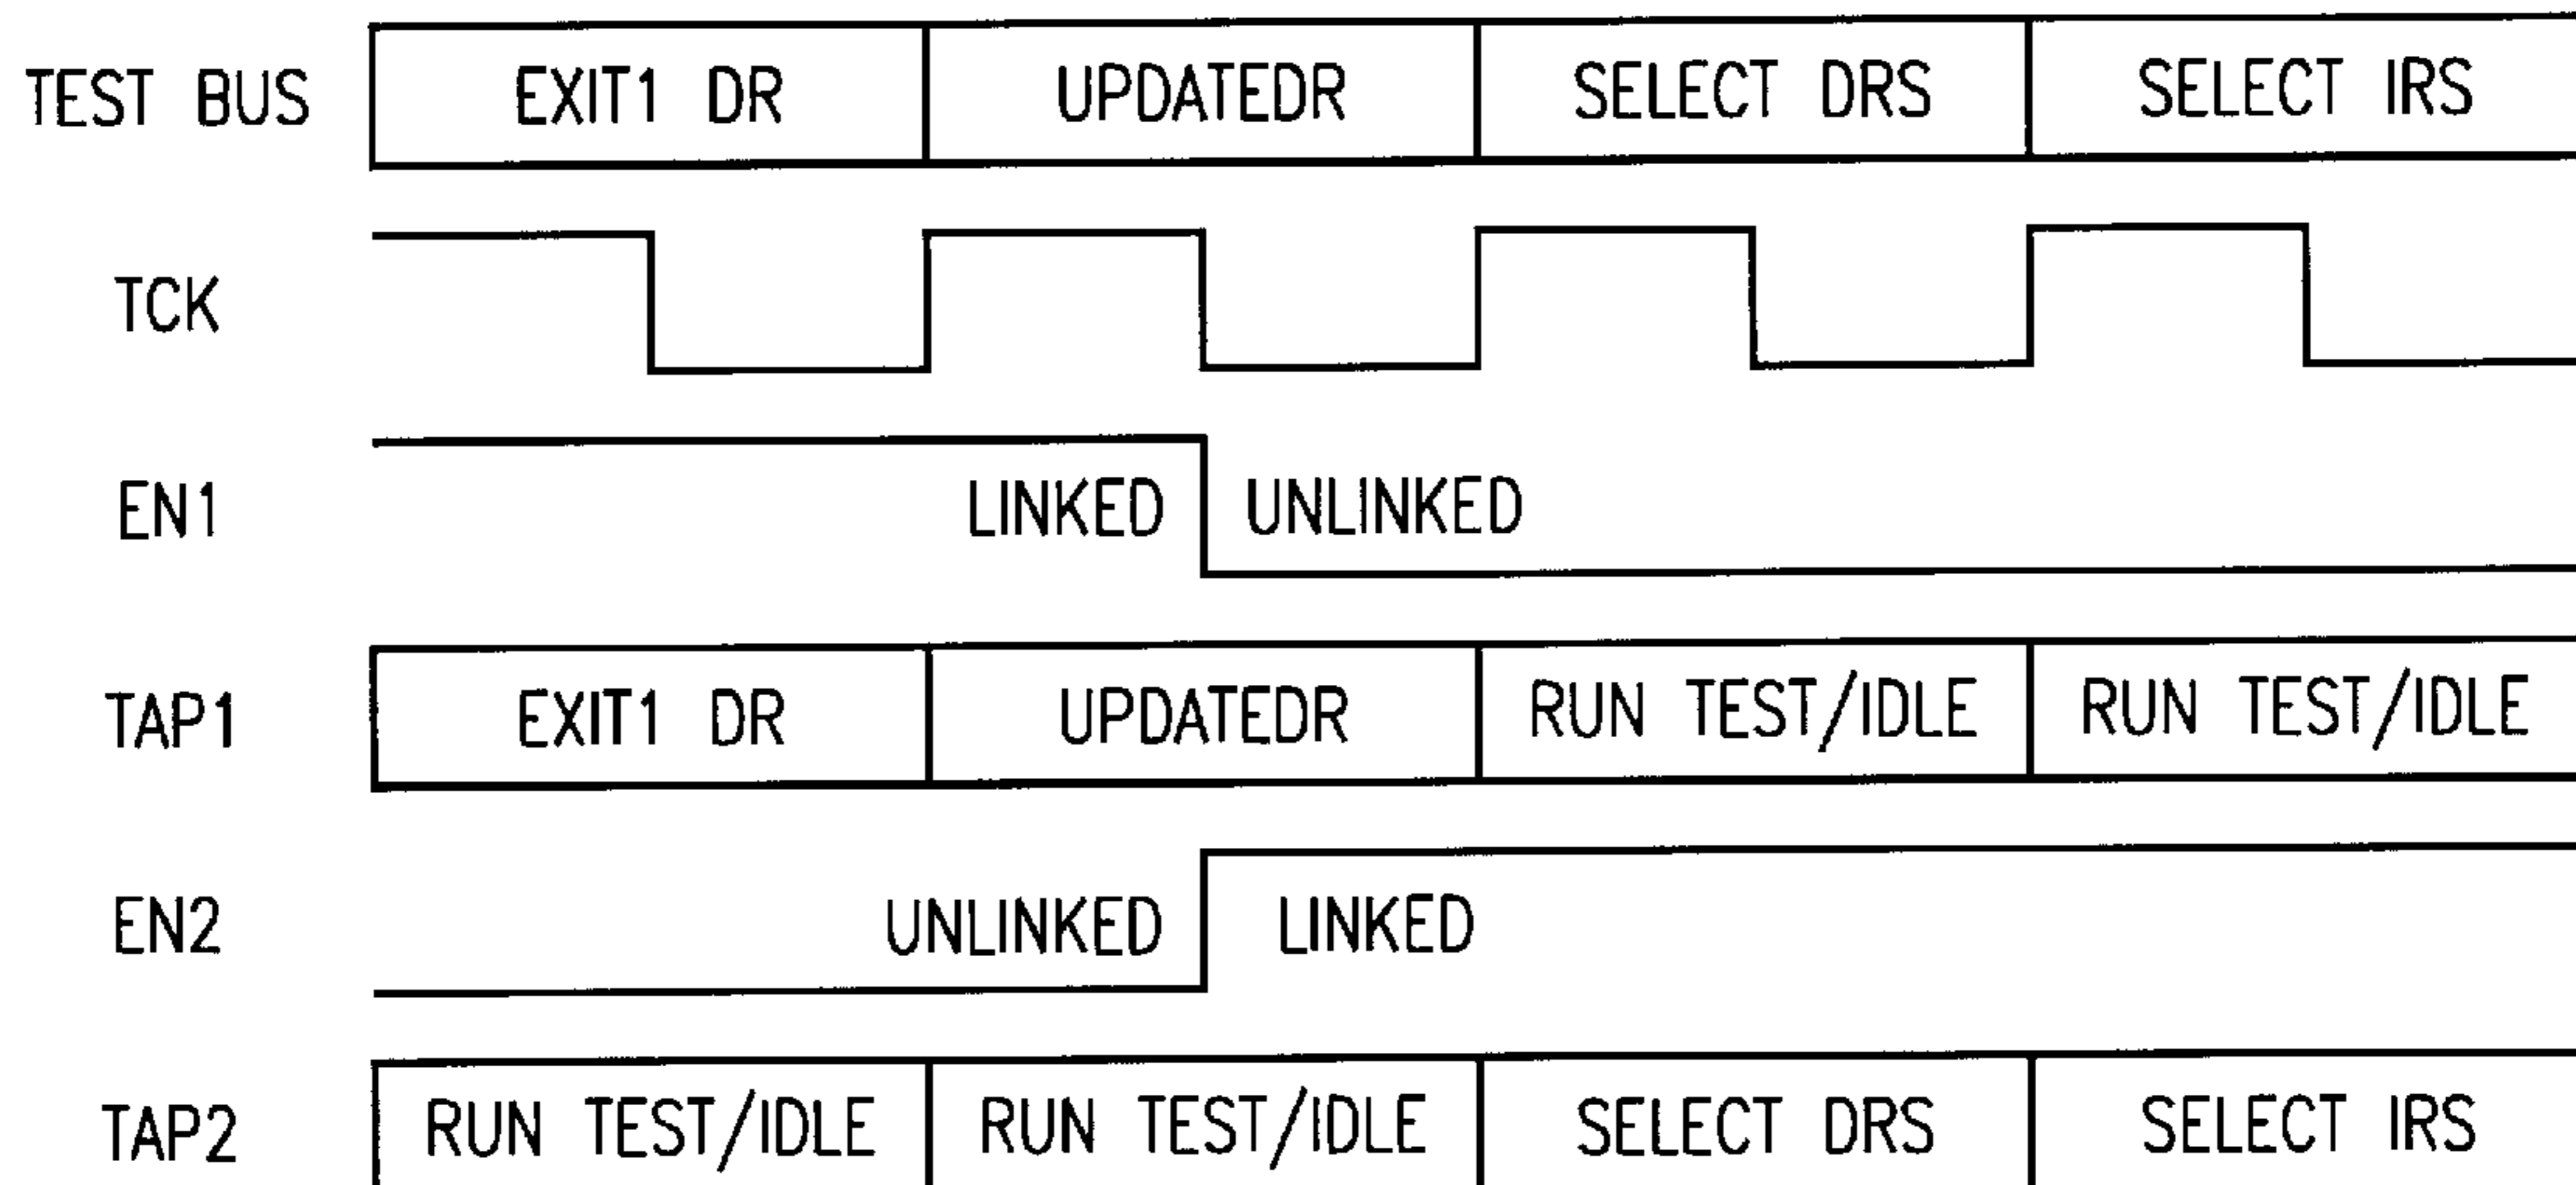 TEST BUS EXIT1 DR UPDATEDR SELECT DRS SELECT IRS
TCK
EN1 LINKED UNLINKED
TAP1 EXIT1 DR UPDATEDR RUN TEST/IDLE RUN TEST/IDLE
EN2 UNLINKED LINKED
TAP2 RUN TEST/IDLE RUN TEST/IDLE SELECT DRS SELECT IRS